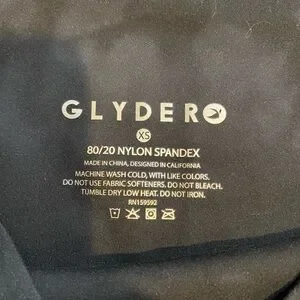 GLYDER
XS
80/20 NYLON SPANDEX
MADE IN CHINA, DESIGNED IN CALIFORNIA
MACHINE WASH COLD, WITH LIKE COLORS.
DO NOT USE FABRIC SOFTENERS. DO NOT BLEACH.
TUMBLE DRY LOW HEAT. DO NOT IRON.
RN159592